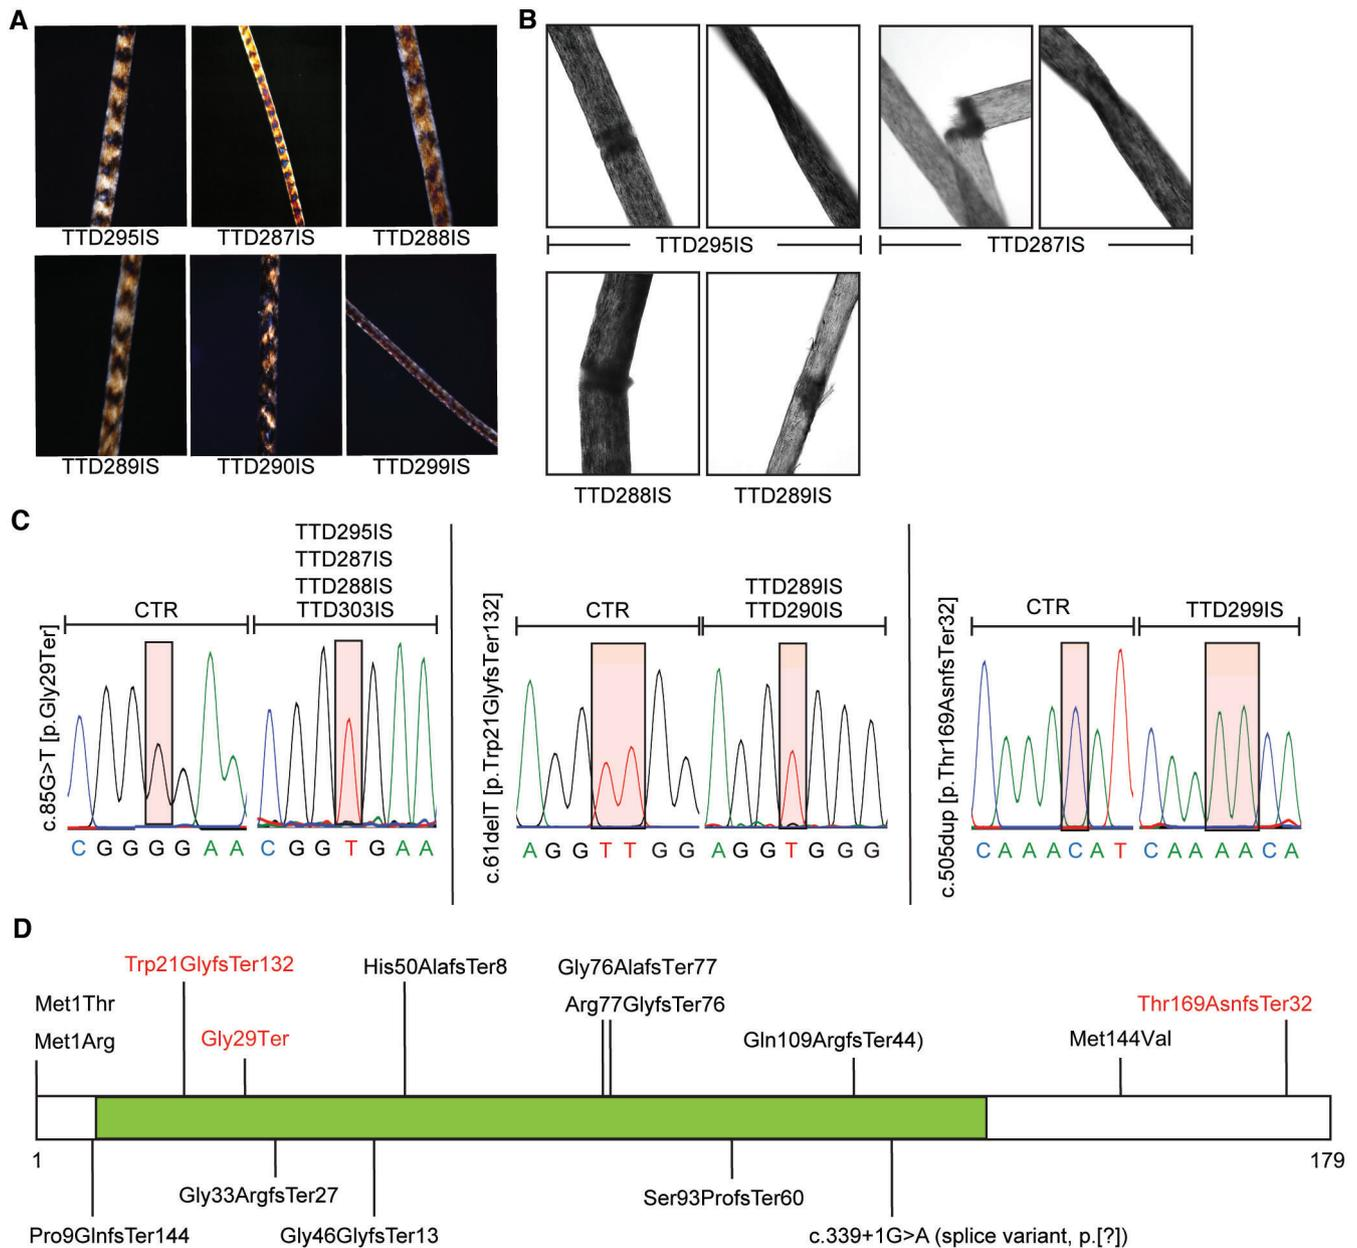 A
TTD295IS TTD287IS TTD288IS
TTD289IS TTD290IS TTD299IS
B
TTD295IS TTD287IS
TTD288IS TTD289IS
C
c.85G>T [p.Gly29Ter]
CTR
TTD295IS
TTD287IS
TTD288IS
TTD303IS
C G G G G A A C G G T G A A
c.61delT [p.Trp21GlyfsTer132]
CTR
TTD289IS
TTD290IS
A G G T T G G A G G T G G G
c.505dup [p.Thr169AsnfsTer32]
CTR
TTD299IS
C A A A C A T C A A A A C A
D
Trp21GlyfsTer132 His50AlafsTer8 Gly76AlafsTer77
Met1Thr Arg77GlyfsTer76 Thr169AsnfsTer32
Met1Arg Gly29Ter Gln109ArgfsTer44) Met144Val
1 179
Gly33ArgfsTer27 Ser93ProfsTer60
Pro9GlnfsTer144 Gly46GlyfsTer13 c.339+1G>A (splice variant, p.[?])